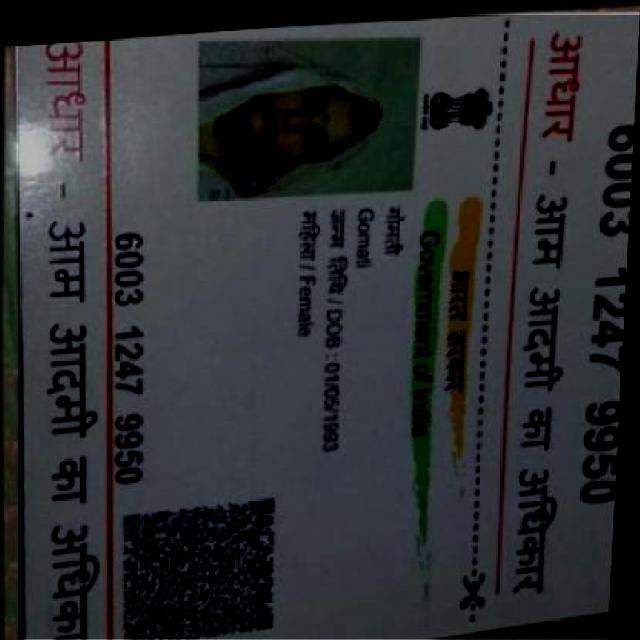 6003 1247 9950
आधार - आम आदमी का अधिकार
भारत सरकार
Government of India
गोमती
Gomati
जन्म तिथि / DOB : 01/05/1993
महिला / Female
6003 1247 9950
आधार - आम आदमी का अधिका